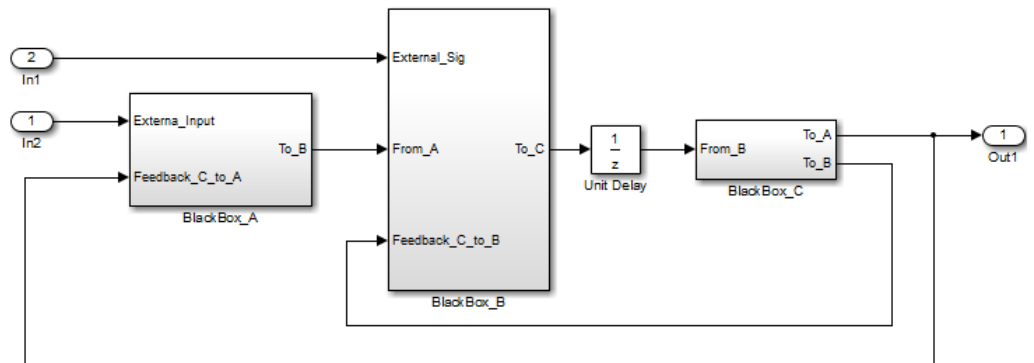 2
In1
External_Sig
1
In2
Externa_Input
To_B
Feedback_C_to_A
BlackBox_A
From_A
To_C
Feedback_C_to_B
BlackBox_B
1
z
Unit Delay
From_B
To_A
To_B
BlackBox_C
1
Out1